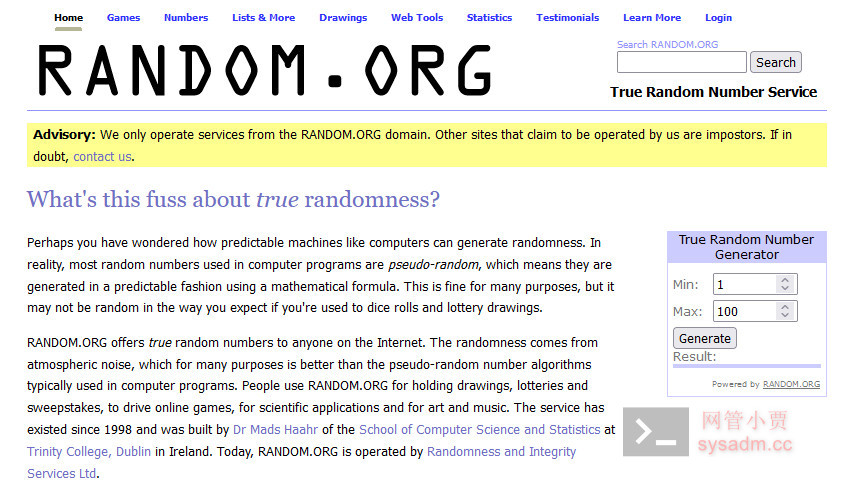 Home Games Numbers Lists & More Drawings Web Tools Statistics Testimonials Learn More Login
RANDOM.ORG
Search RANDOM.ORG
Search
True Random Number Service
Advisory: We only operate services from the RANDOM.ORG domain. Other sites that claim to be operated by us are impostors. If in
doubt, contact us.
What's this fuss about true randomness?
Perhaps you have wondered how predictable machines like computers can generate randomness. In
reality, most random numbers used in computer programs are pseudo-random, which means they are
generated in a predictable fashion using a mathematical formula. This is fine for many purposes, but it
may not be random in the way you expect if you're used to dice rolls and lottery drawings.
RANDOM.ORG offers true random numbers to anyone on the Internet. The randomness comes from
atmospheric noise, which for many purposes is better than the pseudo-random number algorithms
typically used in computer programs. People use RANDOM.ORG for holding drawings, lotteries and
sweepstakes, to drive online games, for scientific applications and for art and music. The service has
existed since 1998 and was built by Dr Mads Haahr of the School of Computer Science and Statistics at
Trinity College, Dublin in Ireland. Today, RANDOM.ORG is operated by Randomness and Integrity
Services Ltd.
True Random Number
Generator
Min: 1
Max: 100
Generate
Result:
Powered by RANDOM.ORG
网管小贾
sysadm.cc